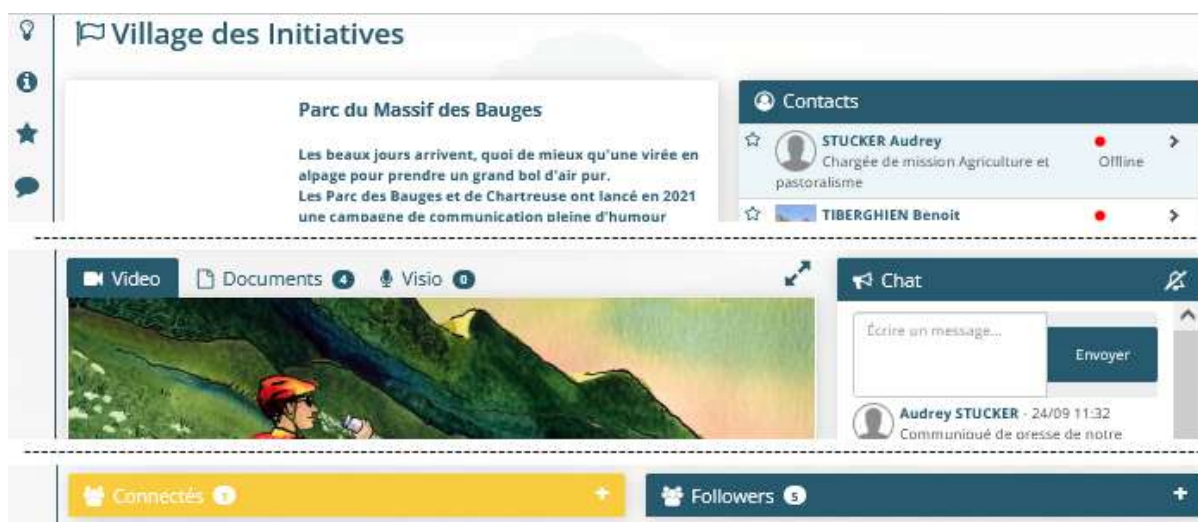 Village des Initiatives
Parc du Massif des Bauges
Les beaux jours arrivent, quoi de mieux qu'une virée en
alpage pour prendre un grand bol d'air pur.
Les Parc des Bauges et de Chartreuse ont lancé en 2021
une campagne de communication pleine d'humour
Contacts
STUCKER Audrey
Chargée de mission Agriculture et
pastoralisme
Offline
TIBERGHIEN Benoit
Video
Documents 4
Visio 0
Chat
Écrire un message...
Envoyer
Audrey STUCKER - 24/09 11:32
Communiqué de presse de notre
Connectés 1
Followers 5